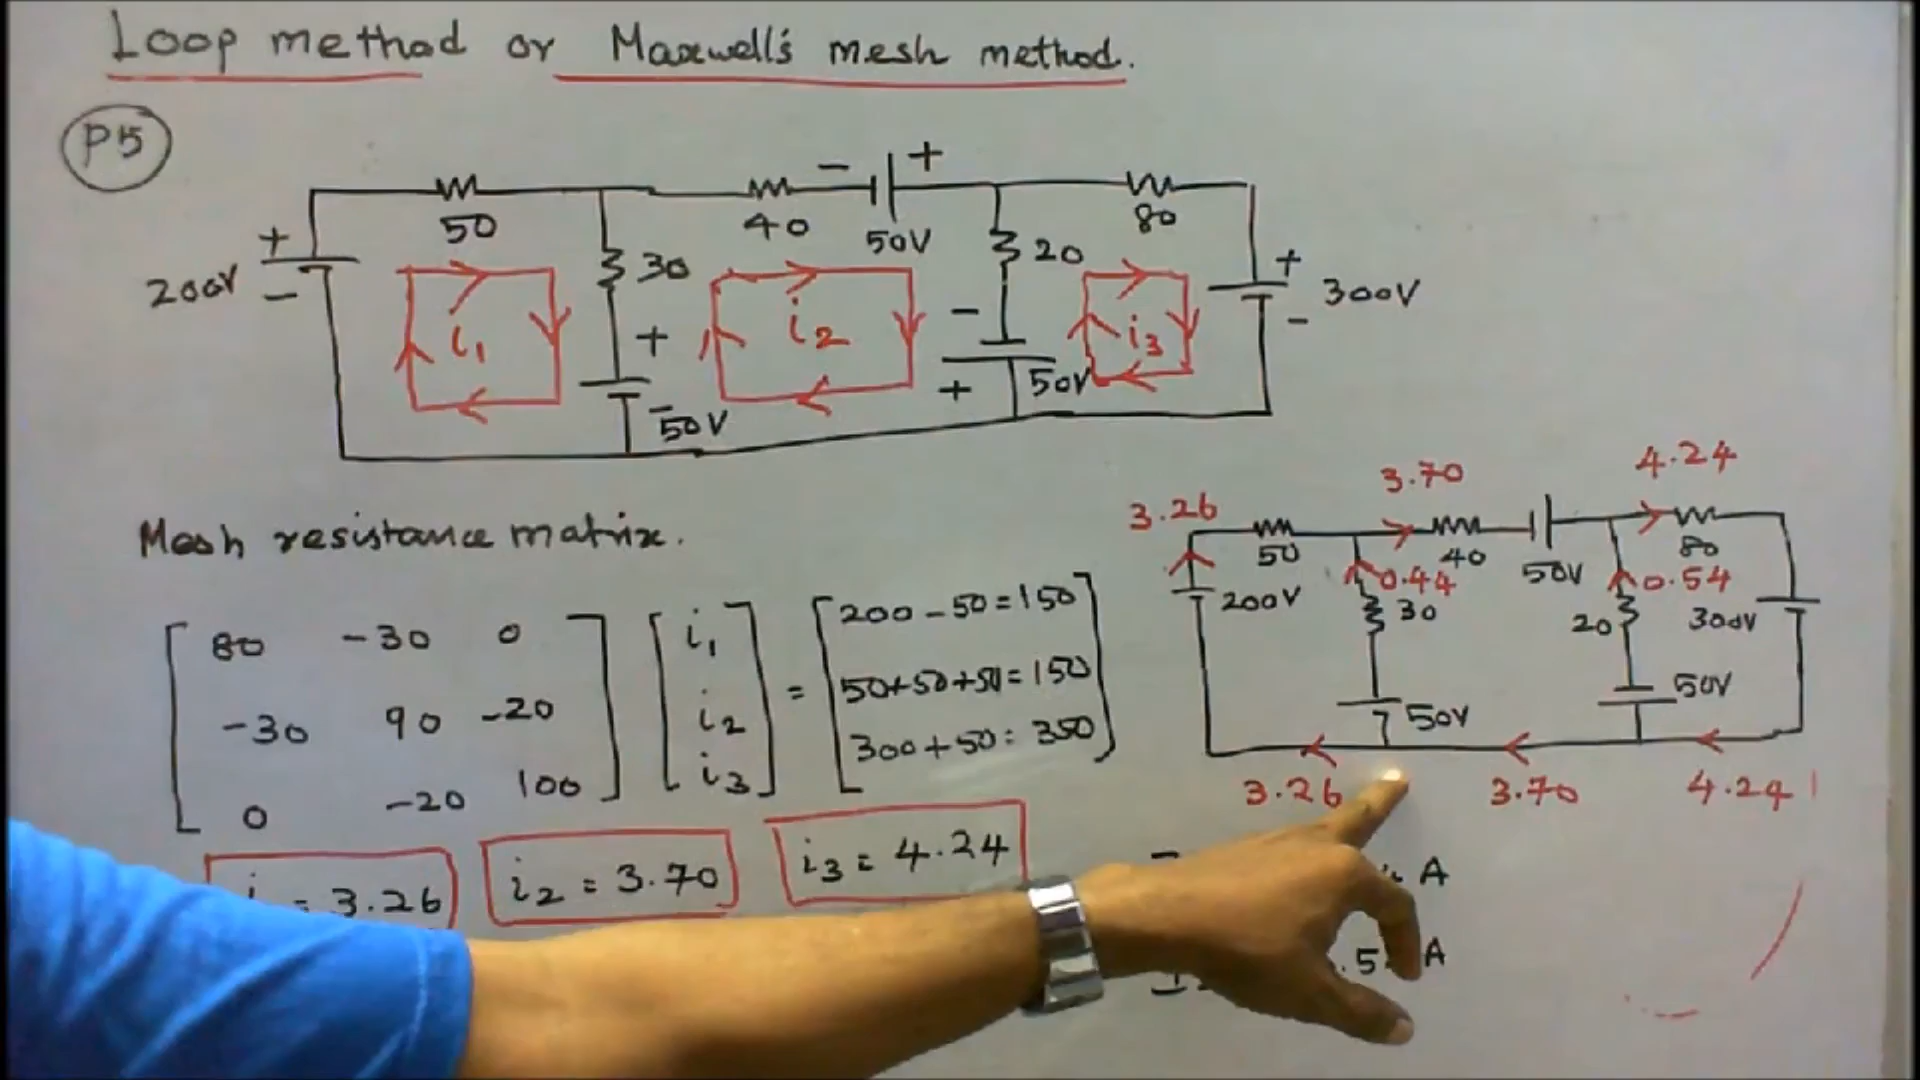 Loop method or Maxwell's mesh method.
P5
50 40 - + 50V 80
+ 200V - 30 + - 50V 20 - + 50V + 300V -
i1 i2 i3
Mesh resistance matrix.
80 -30 0 i1 200 - 50 = 150
-30 90 -20 i2 = 50+50+50 = 150
0 -20 100 i3 300 + 50 = 350
= 3.26 i2 = 3.70 i3 = 4.24
3.26 3.70 4.24
50 40 50V 80
200V 0.44 30 0.54 20 300V
50V 50V
3.26 3.70 4.24
A
A